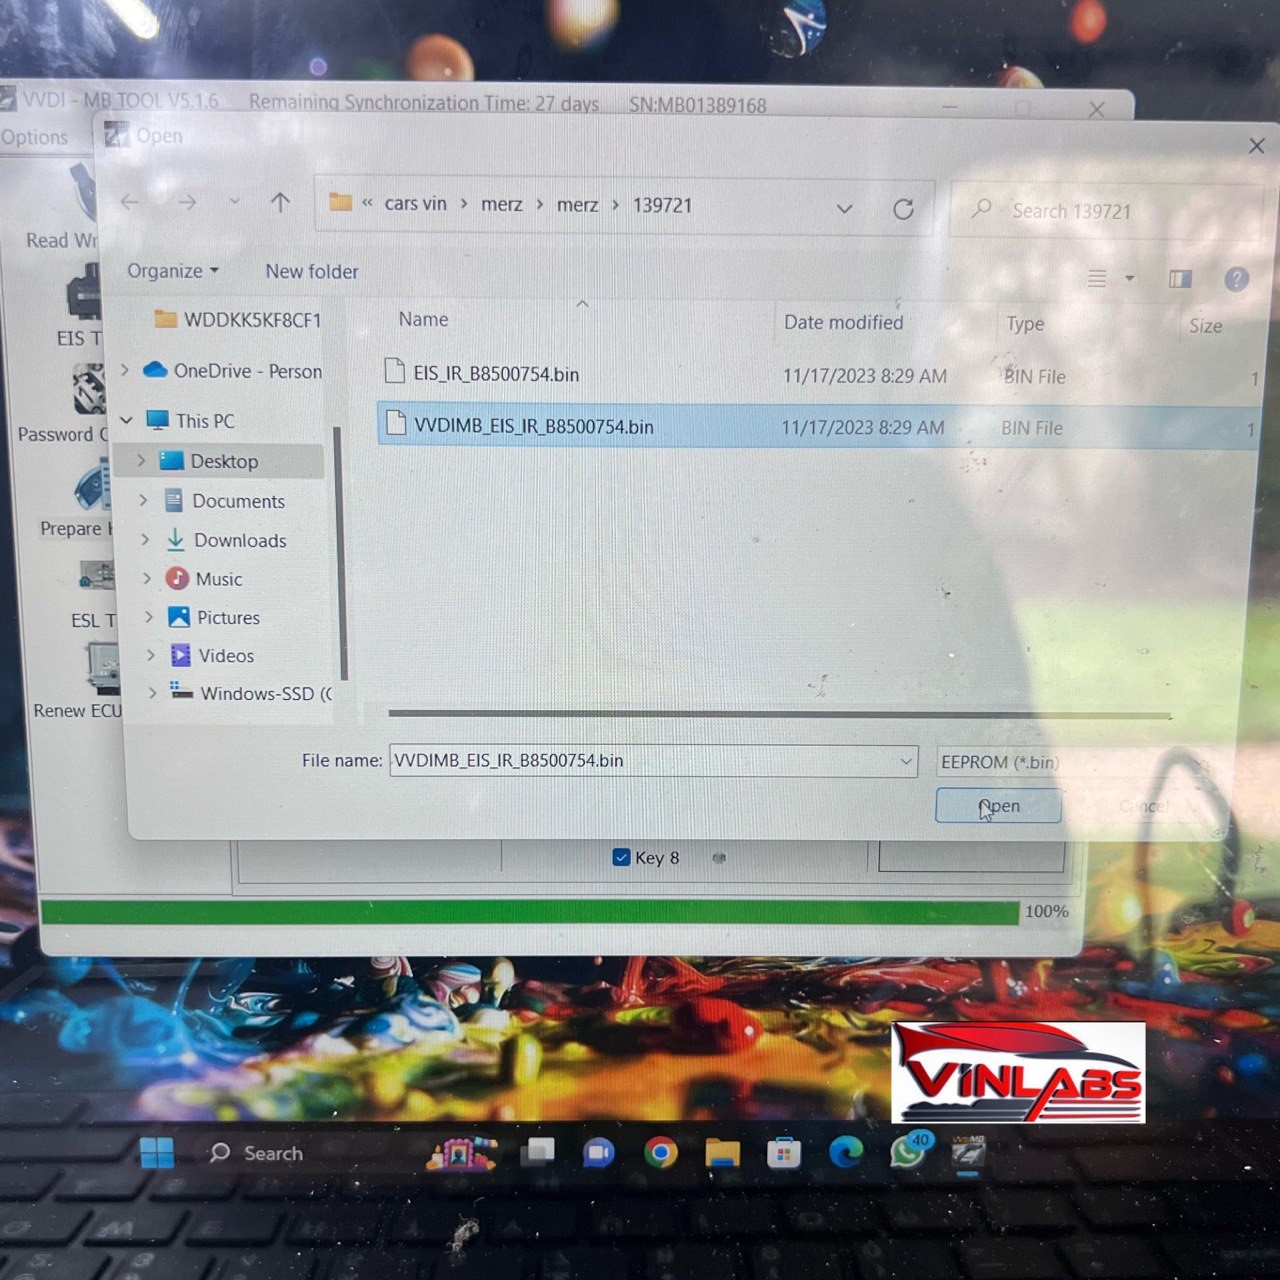 VVDI - MB TOOL V5.1.6 Remaining Synchronization Time: 27 days SN:MB01389168
Options
Open
« cars vin > merz > merz > 139721
Search 139721
Organize New folder
Name Date modified Type Size
EIS_IR_B8500754.bin 11/17/2023 8:29 AM BIN File 1
VVDIMB_EIS_IR_B8500754.bin 11/17/2023 8:29 AM BIN File 1
WDDKK5KF8CF1
OneDrive - Person
This PC
Desktop
Documents
Downloads
Music
Pictures
Videos
Windows-SSD (C
Read Wr
EIS T
Password C
Prepare
ESL T
Renew ECU
File name: VVDIMB_EIS_IR_B8500754.bin EEPROM (*.bin)
Open Cancel
Key 8
100%
VINLABS
Search
40